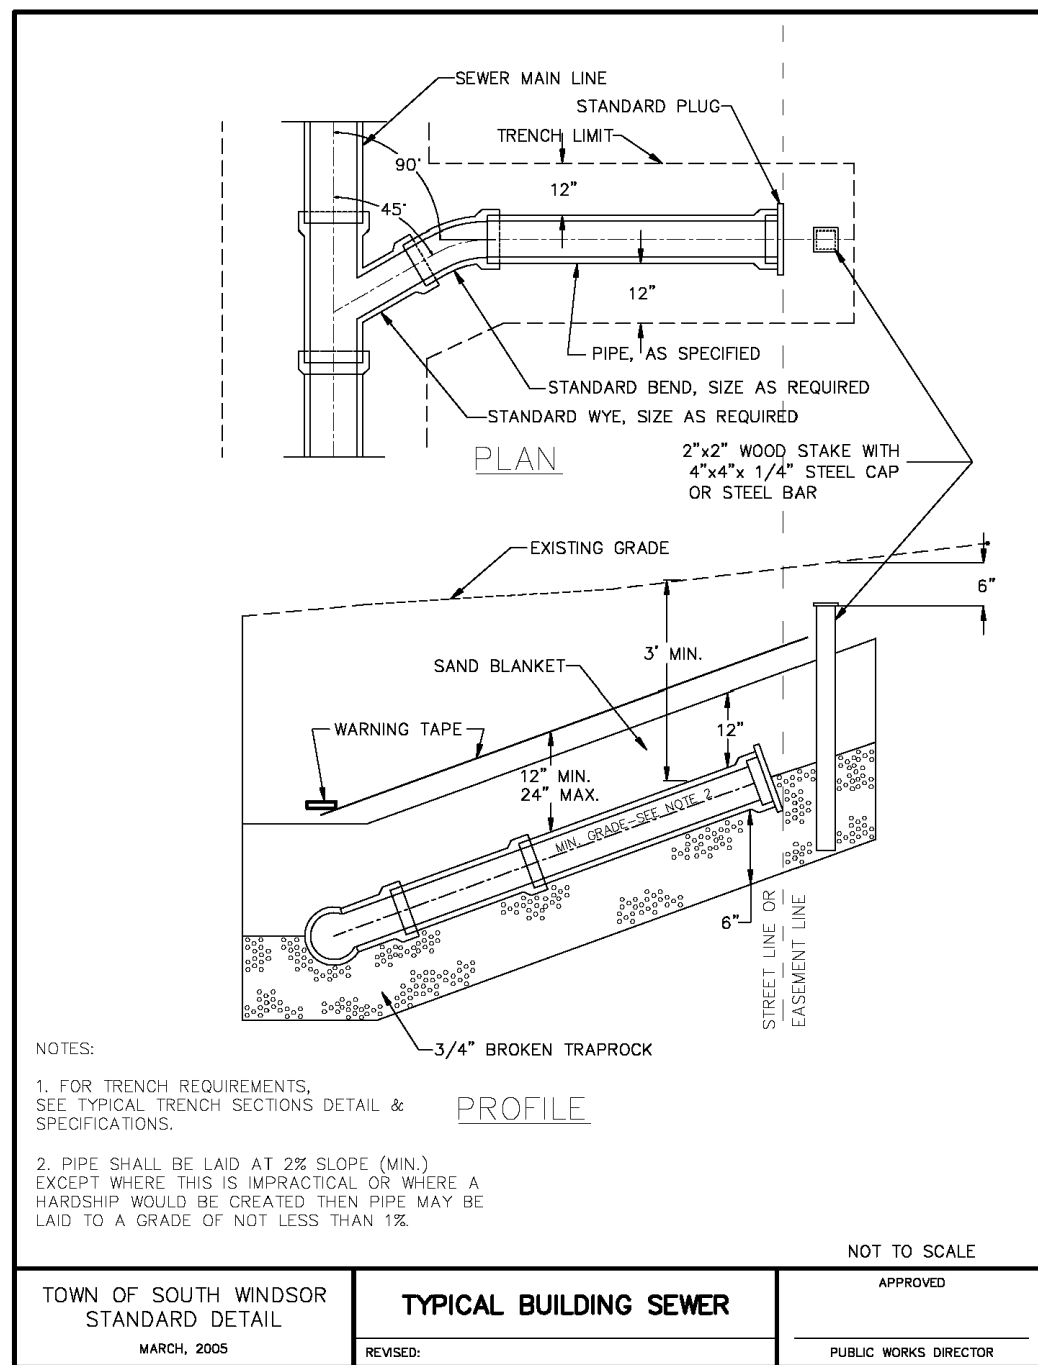 SEWER MAIN LINE
STANDARD PLUG
TRENCH LIMIT
90°
12"
45°
12"
PIPE, AS SPECIFIED
STANDARD BEND, SIZE AS REQUIRED
STANDARD WYE, SIZE AS REQUIRED
PLAN
2"x2" WOOD STAKE WITH
4"x4"x 1/4" STEEL CAP
OR STEEL BAR
EXISTING GRADE
6"
3' MIN.
SAND BLANKET
WARNING TAPE
12"
12" MIN.
24" MAX.
MIN. GRADE-SEE NOTE 2
6"
STREET LINE OR
EASEMENT LINE
3/4" BROKEN TRAPROCK
PROFILE
NOTES:
1. FOR TRENCH REQUIREMENTS,
SEE TYPICAL TRENCH SECTIONS DETAIL &
SPECIFICATIONS.
2. PIPE SHALL BE LAID AT 2% SLOPE (MIN.)
EXCEPT WHERE THIS IS IMPRACTICAL OR WHERE A
HARDSHIP WOULD BE CREATED THEN PIPE MAY BE
LAID TO A GRADE OF NOT LESS THAN 1%.
NOT TO SCALE
TOWN OF SOUTH WINDSOR
STANDARD DETAIL
MARCH, 2005
TYPICAL BUILDING SEWER
REVISED:
APPROVED
PUBLIC WORKS DIRECTOR